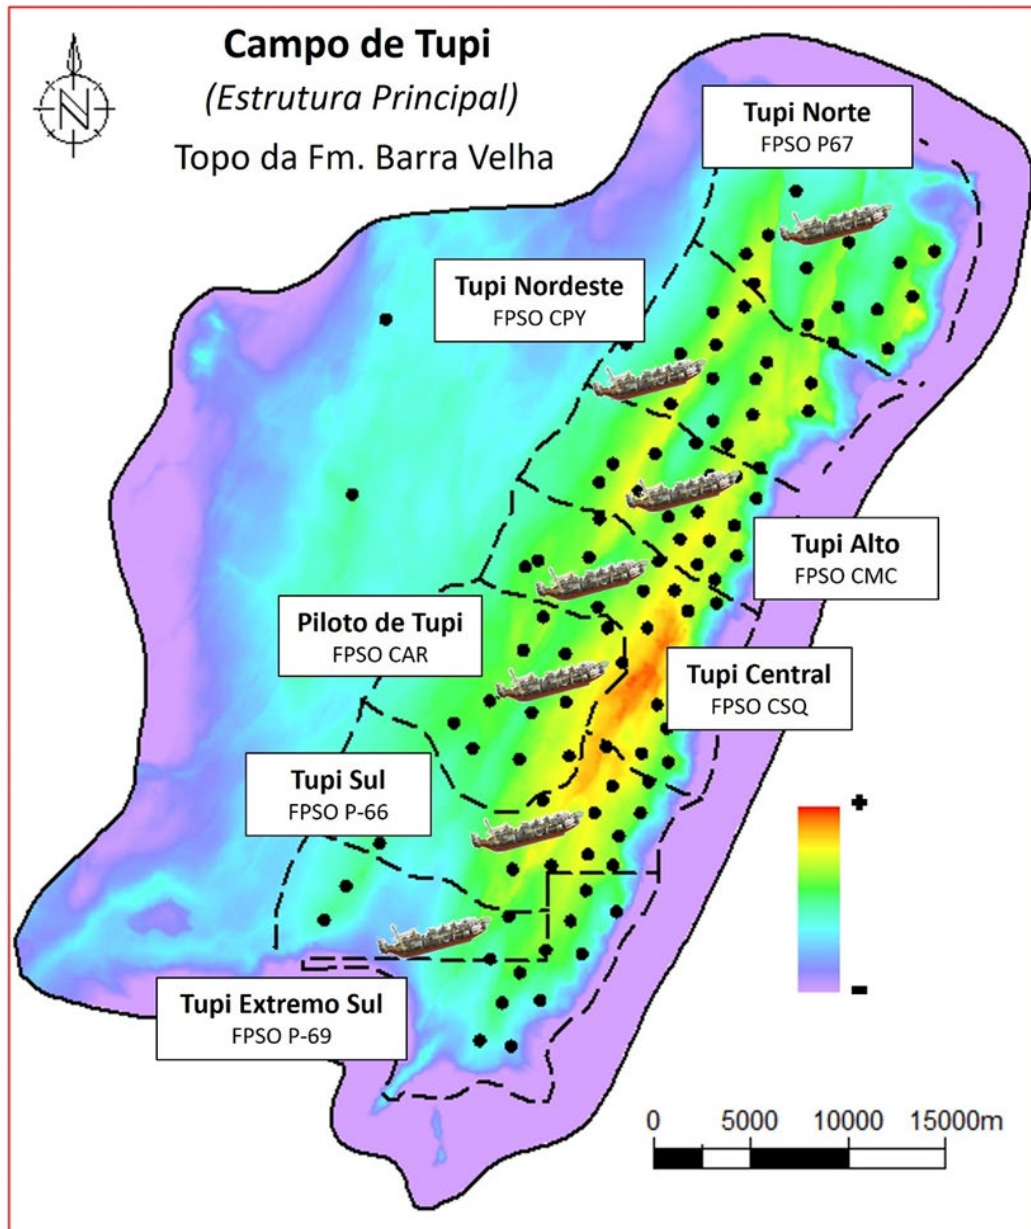 Campo de Tupi
(Estrutura Principal)
Topo da Fm. Barra Velha
N
Tupi Norte
FPSO P67
Tupi Nordeste
FPSO CPY
Tupi Alto
FPSO CMC
Piloto de Tupi
FPSO CAR
Tupi Central
FPSO CSQ
Tupi Sul
FPSO P-66
+
-
Tupi Extremo Sul
FPSO P-69
0 5000 10000 15000m